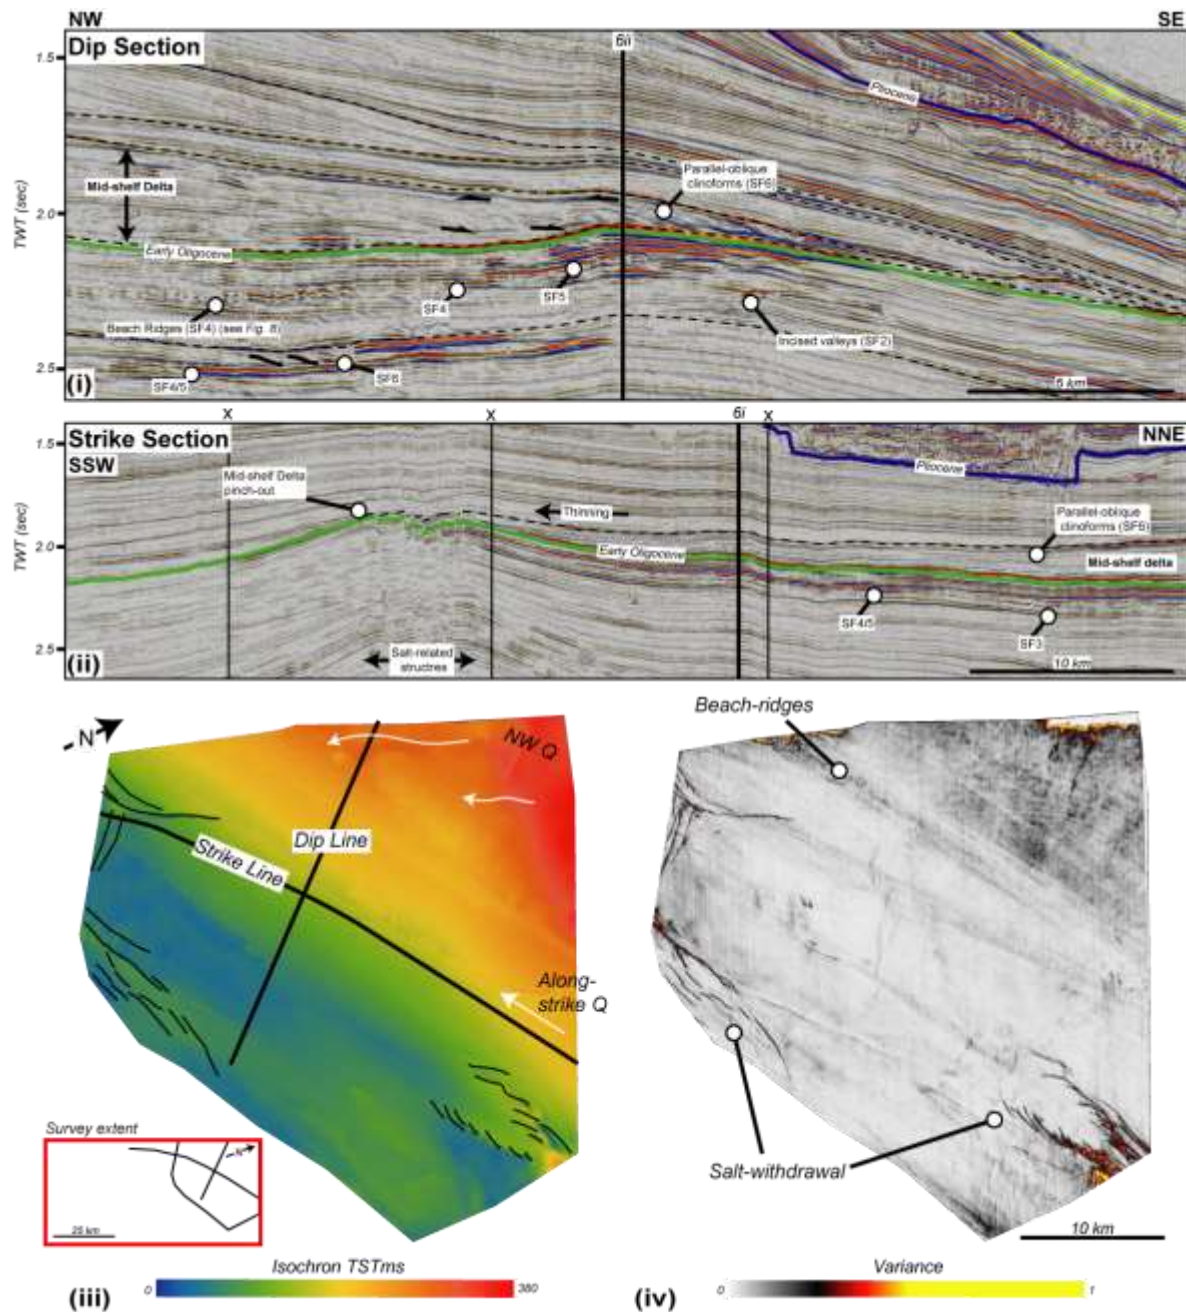 NW
SE
Dip Section
6ii
1.5
Pliocene
Parallel-oblique
clinoforms (SF6)
Mid-shelf Delta
TWT (sec)
2.0
Early Oligocene
SF4
SF5
Beach Ridges (SF4) (see Fig. 8)
Incised valleys (SF2)
2.5
(i)
SF4/5
SF6
x
x
6i
x
Strike Section
NNE
1.5
SSW
Pliocene
Mid-shelf Delta
pinch-out
Thinning
Parallel-oblique
clinoforms (SF6)
TWT (sec)
2.0
Early Oligocene
Mid-shelf delta
SF4/5
SF3
2.5
Salt-related
structres
10 km
(ii)
N
NW Q
Dip Line
Strike Line
Along-
strike Q
Survey extent
N
25 km
Isochron TSTms
0
380
(iii)
Beach-ridges
Salt-withdrawal
10 km
Variance
0
1
(iv)